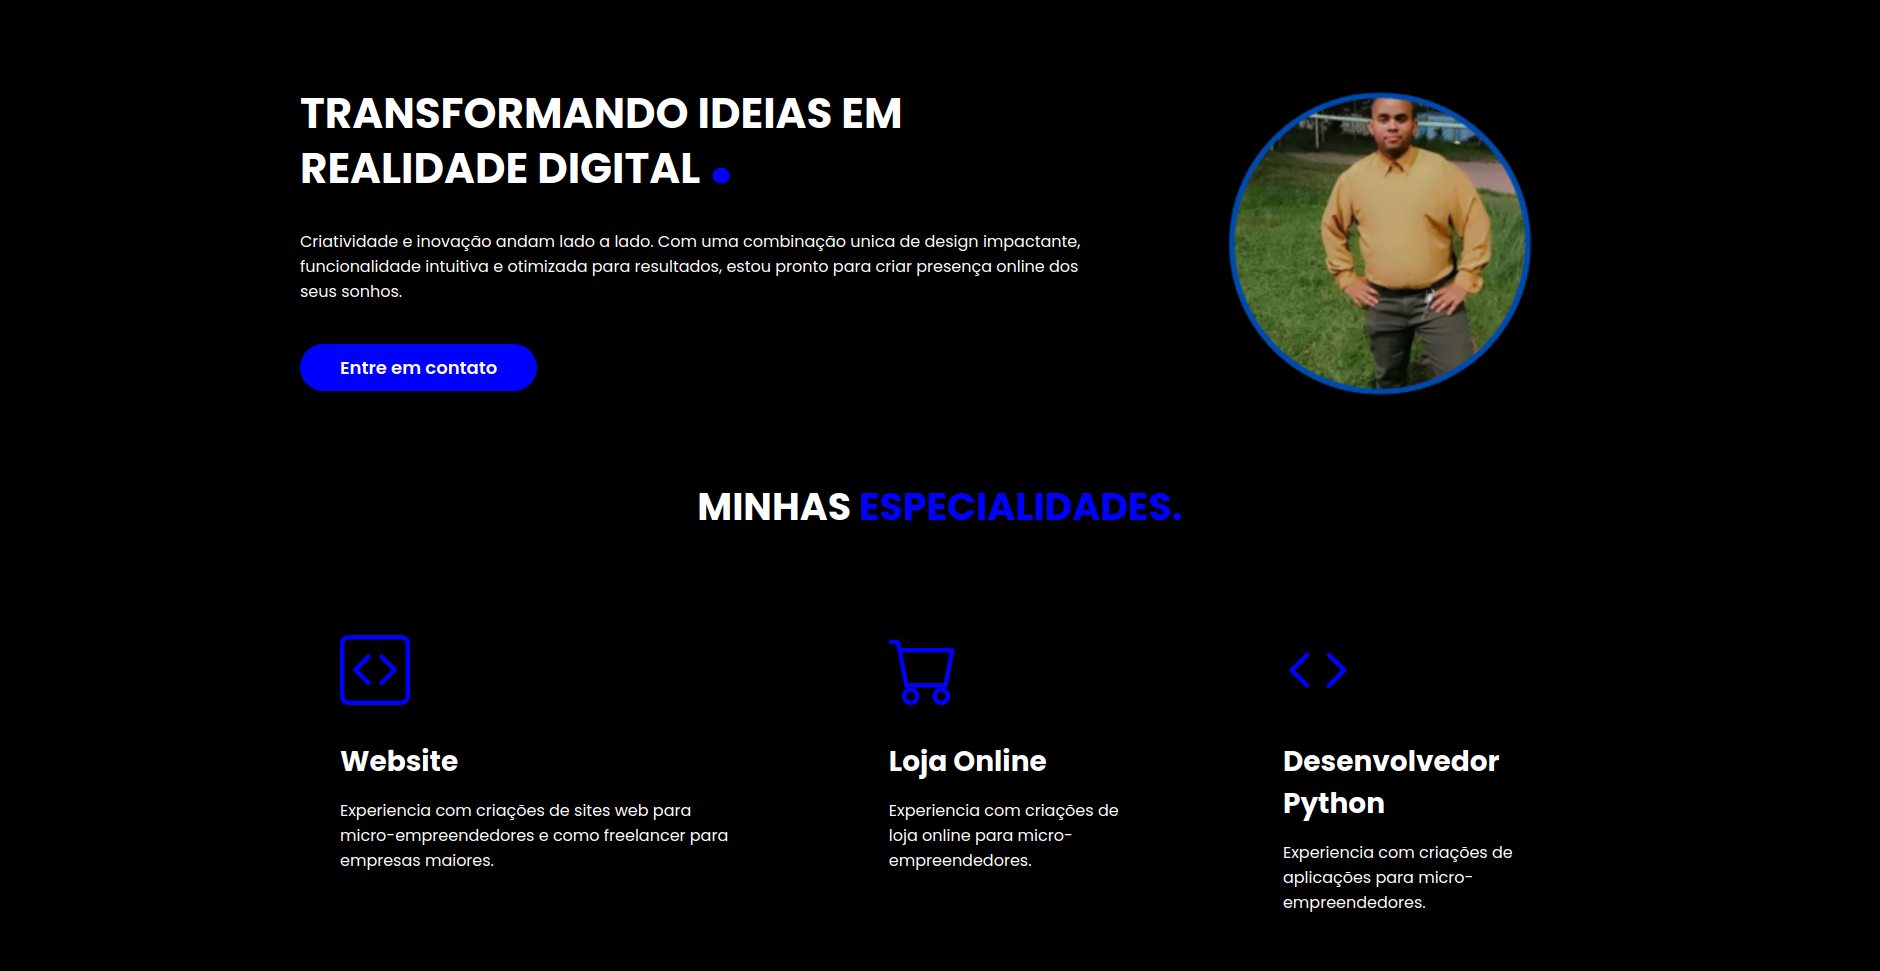 TRANSFORMANDO IDEIAS EM
REALIDADE DIGITAL .
Criatividade e inovação andam lado a lado. Com uma combinação unica de design impactante,
funcionalidade intuitiva e otimizada para resultados, estou pronto para criar presença online dos
seus sonhos.
Entre em contato
MINHAS ESPECIALIDADES.
Website
Experiencia com criações de sites web para
micro-empreendedores e como freelancer para
empresas maiores.
Loja Online
Experiencia com criações de
loja online para micro-
empreendedores.
Desenvolvedor
Python
Experiencia com criações de
aplicações para micro-
empreendedores.